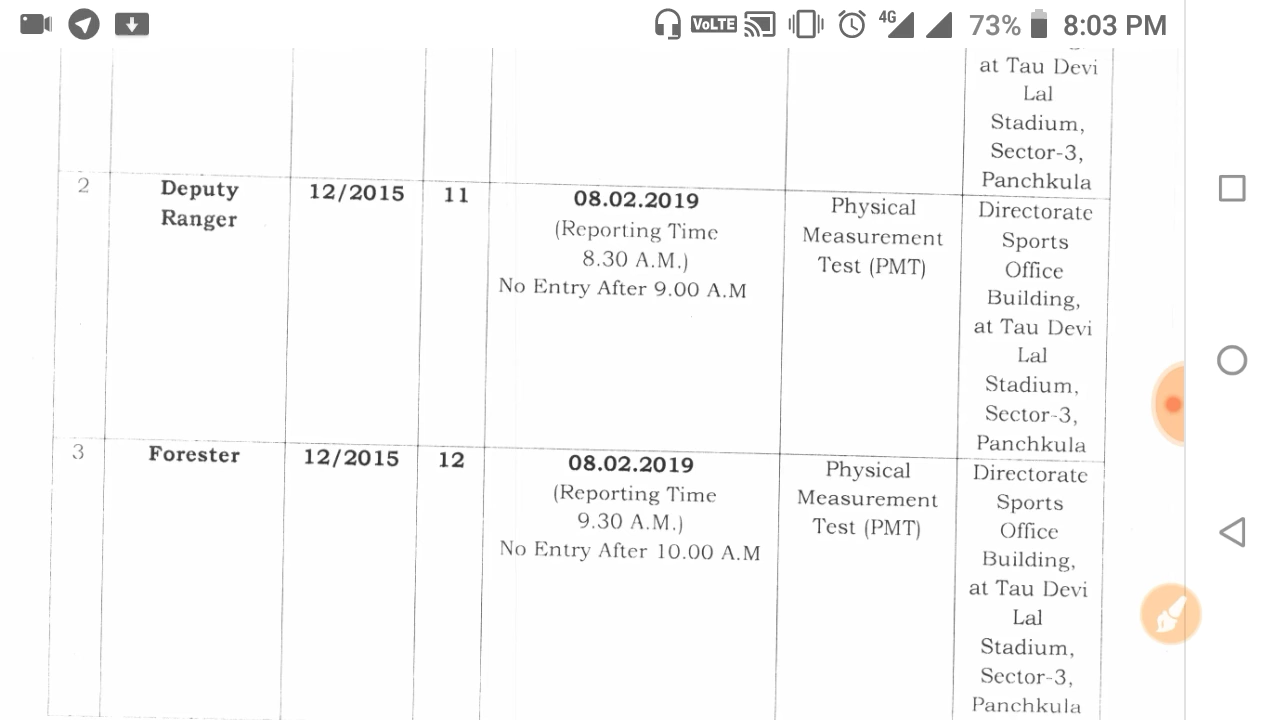 VoLTE
4G
73%
8:03 PM
at Tau Devi
Lal
Stadium,
Sector-3,
Panchkula
2
Deputy
Ranger
12/2015
11
08.02.2019
(Reporting Time
8.30 A.M.)
No Entry After 9.00 A.M
Physical
Measurement
Test (PMT)
Directorate
Sports
Office
Building,
at Tau Devi
Lal
Stadium,
Sector-3,
Panchkula
3
Forester
12/2015
12
08.02.2019
(Reporting Time
9.30 A.M.)
No Entry After 10.00 A.M
Physical
Measurement
Test (PMT)
Directorate
Sports
Office
Building,
at Tau Devi
Lal
Stadium,
Sector-3,
Panchkula